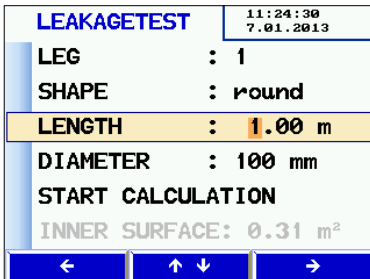 LEAKAGETEST
11:24:30
7.01.2013
LEG : 1
SHAPE : round
LENGTH : 1.00 m
DIAMETER : 100 mm
START CALCULATION
INNER SURFACE: 0.31 m²
← ↑ ↓ →